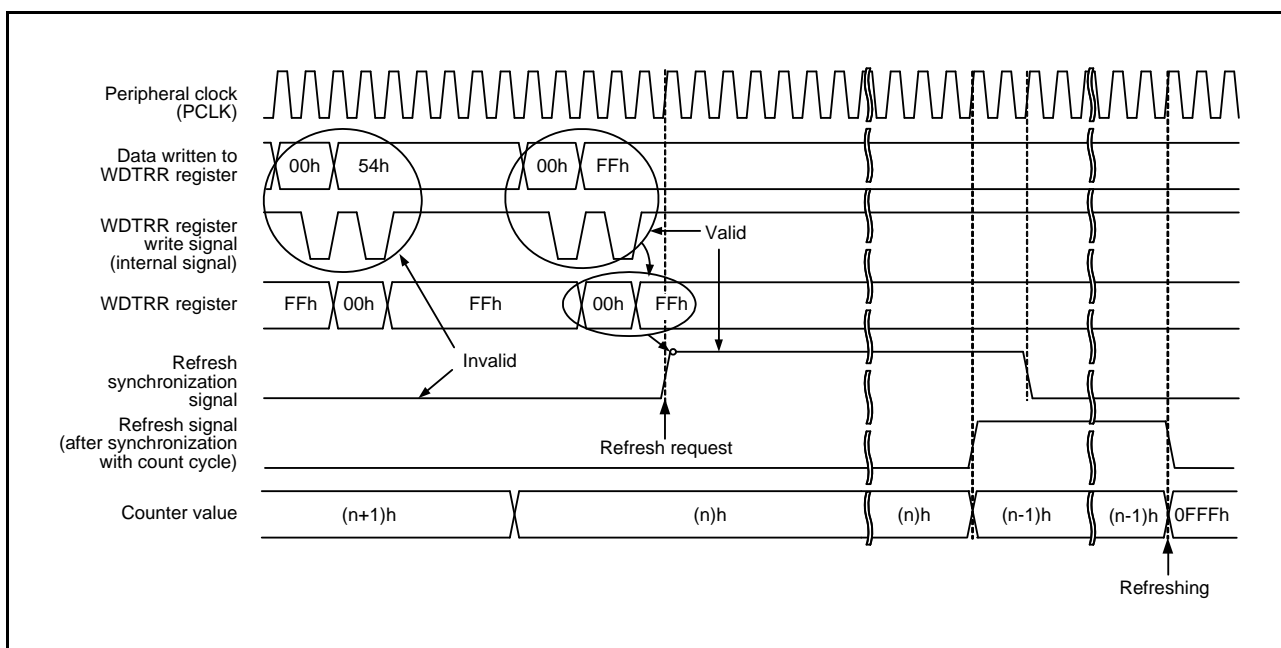 Peripheral clock
(PCLK)
Data written to
WDTRR register
00h 54h 00h FFh
WDTRR register
write signal
(internal signal)
Valid
WDTRR register
FFh 00h FFh 00h FFh
Invalid
Refresh
synchronization
signal
Refresh request
Refresh signal
(after synchronization
with count cycle)
Counter value
(n+1)h (n)h (n)h (n-1)h (n-1)h 0FFFh
Refreshing